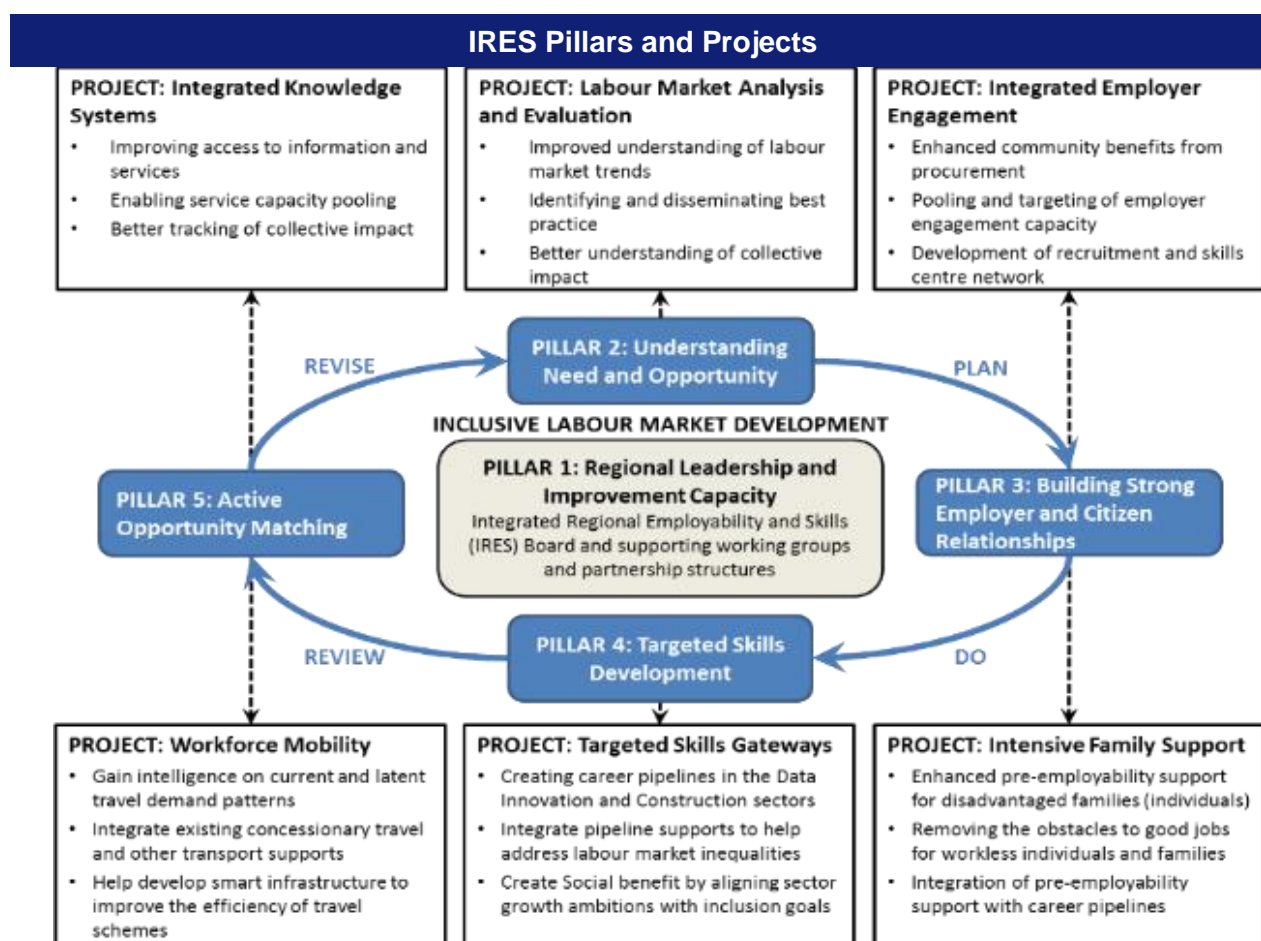 IRES Pillars and Projects
PROJECT: Integrated Knowledge
Systems
• Improving access to information and
services
• Enabling service capacity pooling
• Better tracking of collective impact
PROJECT: Labour Market Analysis
and Evaluation
• Improved understanding of labour
market trends
• Identifying and disseminating best
practice
• Better understanding of collective
impact
PROJECT: Integrated Employer
Engagement
• Enhanced community benefits from
procurement
• Pooling and targeting of employer
engagement capacity
• Development of recruitment and skills
centre network
REVISE
PILLAR 2: Understanding
Need and Opportunity
PLAN
INCLUSIVE LABOUR MARKET DEVELOPMENT
PILLAR 5: Active
Opportunity Matching
PILLAR 1: Regional Leadership and
Improvement Capacity
Integrated Regional Employability and Skills
(IRES) Board and supporting working groups
and partnership structures
PILLAR 3: Building Strong
Employer and Citizen
Relationships
REVIEW
PILLAR 4: Targeted Skills
Development
DO
PROJECT: Workforce Mobility
• Gain intelligence on current and latent
travel demand patterns
• Integrate existing concessionary travel
and other transport supports
• Help develop smart infrastructure to
improve the efficiency of travel
schemes
PROJECT: Targeted Skills Gateways
• Creating career pipelines in the Data
Innovation and Construction sectors
• Integrate pipeline supports to help
address labour market inequalities
• Create Social benefit by aligning sector
growth ambitions with inclusion goals
PROJECT: Intensive Family Support
• Enhanced pre-employability support
for disadvantaged families (individuals)
• Removing the obstacles to good jobs
for workless individuals and families
• Integration of pre-employability
support with career pipelines